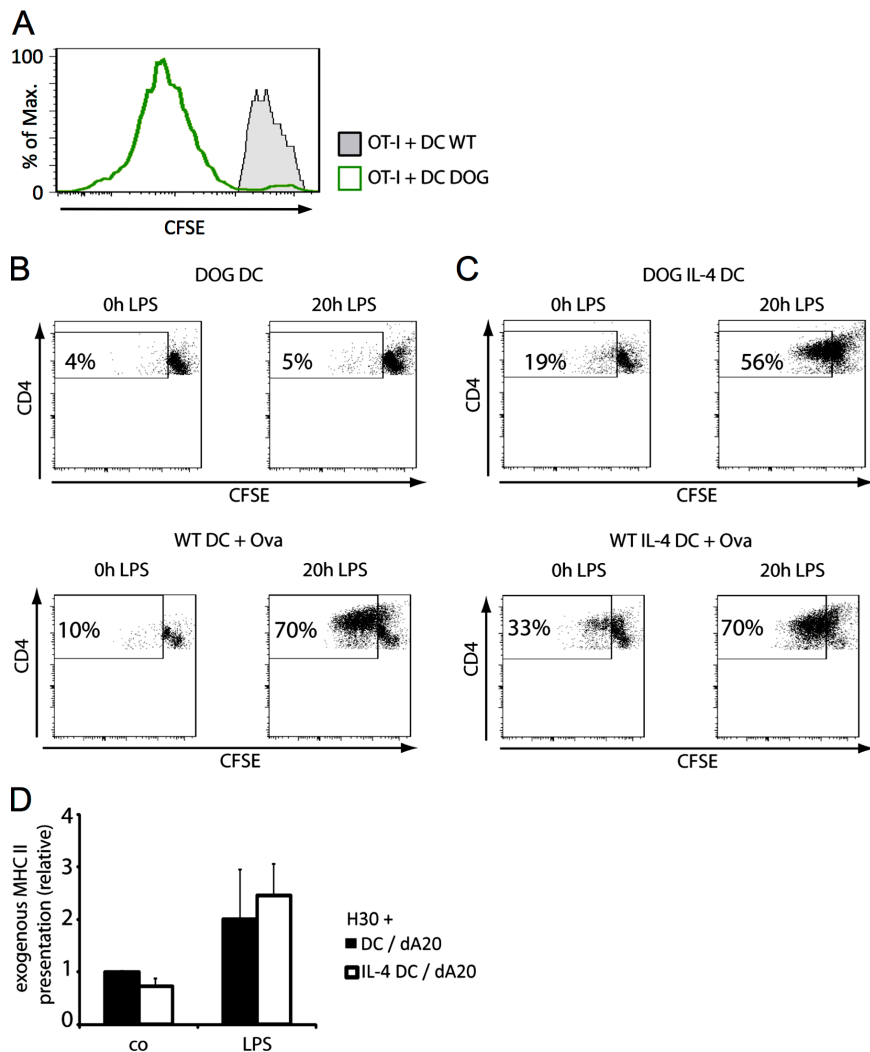 A
100
% of Max.
0
CFSE
OT-I + DC WT
OT-I + DC DOG
B
DOG DC
0h LPS
20h LPS
4%
5%
CD4
CFSE
WT DC + Ova
0h LPS
20h LPS
10%
70%
CD4
CFSE
C
DOG IL-4 DC
0h LPS
20h LPS
19%
56%
CD4
CFSE
WT IL-4 DC + Ova
0h LPS
20h LPS
33%
70%
CD4
CFSE
D
exogenous MHC II
presentation (relative)
4
3
2
1
0
co
LPS
H30 +
DC / dA20
IL-4 DC / dA20